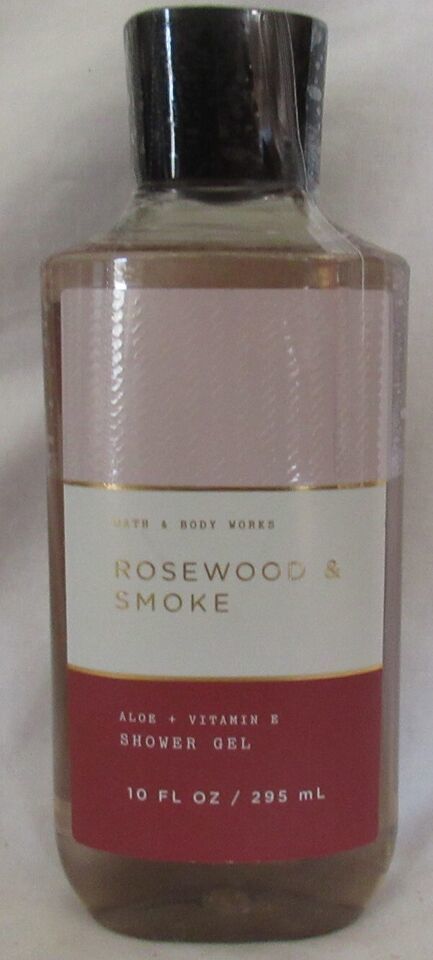 BATH & BODY WORKS
ROSEWOOD &
SMOKE
ALOE + VITAMIN E
SHOWER GEL
10 FL OZ / 295 mL